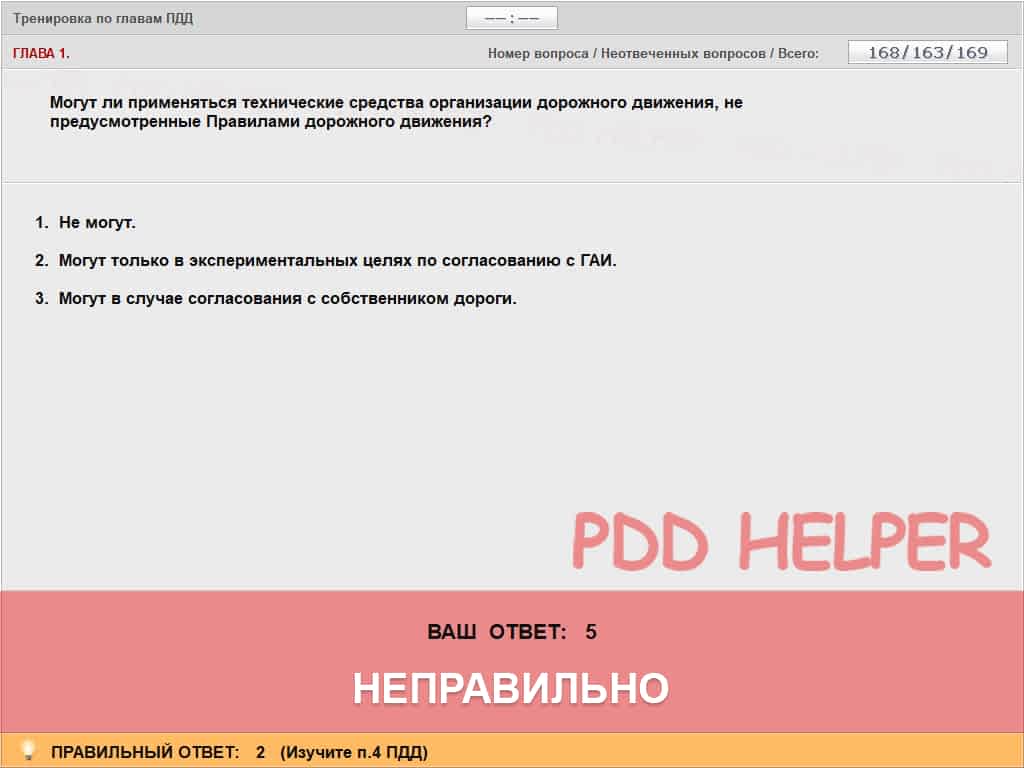 Тренировка по главам ПДД
–– : ––
ГЛАВА 1.
Номер вопроса / Неотвеченных вопросов / Всего:
168/163/169
Могут ли применяться технические средства организации дорожного движения, не
предусмотренные Правилами дорожного движения?
1. Не могут.
2. Могут только в экспериментальных целях по согласованию с ГАИ.
3. Могут в случае согласования с собственником дороги.
PDD HELPER
ВАШ ОТВЕТ: 5
НЕПРАВИЛЬНО
ПРАВИЛЬНЫЙ ОТВЕТ: 2 (Изучите п.4 ПДД)